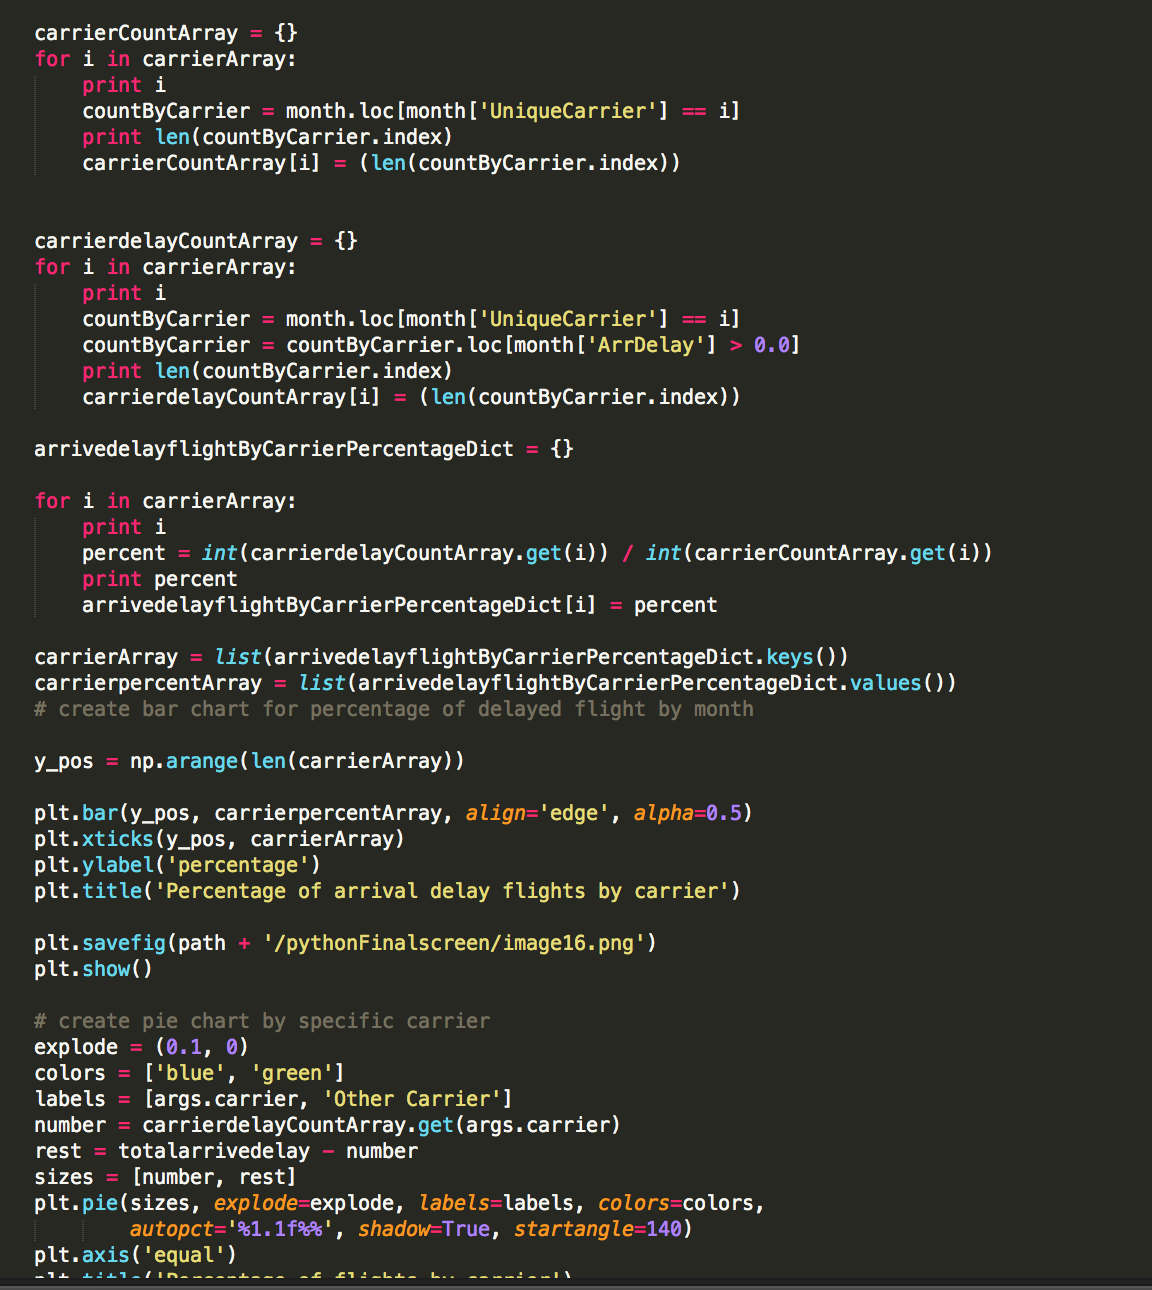 carrierCountArray = {}
for i in carrierArray:
    print i
    countByCarrier = month.loc[month['UniqueCarrier'] == i]
    print len(countByCarrier.index)
    carrierCountArray[i] = (len(countByCarrier.index))
carrierdelayCountArray = {}
for i in carrierArray:
    print i
    countByCarrier = month.loc[month['UniqueCarrier'] == i]
    countByCarrier = countByCarrier.loc[month['ArrDelay'] > 0.0]
    print len(countByCarrier.index)
    carrierdelayCountArray[i] = (len(countByCarrier.index))
arrivedelayflightByCarrierPercentageDict = {}
for i in carrierArray:
    print i
    percent = int(carrierdelayCountArray.get(i)) / int(carrierCountArray.get(i))
    print percent
    arrivedelayflightByCarrierPercentageDict[i] = percent
carrierArray = list(arrivedelayflightByCarrierPercentageDict.keys())
carrierpercentArray = list(arrivedelayflightByCarrierPercentageDict.values())
# create bar chart for percentage of delayed flight by month
y_pos = np.arange(len(carrierArray))
plt.bar(y_pos, carrierpercentArray, align='edge', alpha=0.5)
plt.xticks(y_pos, carrierArray)
plt.ylabel('percentage')
plt.title('Percentage of arrival delay flights by carrier')
plt.savefig(path + '/pythonFinalscreen/image16.png')
plt.show()
# create pie chart by specific carrier
explode = (0.1, 0)
colors = ['blue', 'green']
labels = [args.carrier, 'Other Carrier']
number = carrierdelayCountArray.get(args.carrier)
rest = totalarrivedelay - number
sizes = [number, rest]
plt.pie(sizes, explode=explode, labels=labels, colors=colors,
        autopct='%1.1f%%', shadow=True, startangle=140)
plt.axis('equal')
plt.title('Percentage of flights by carrier')